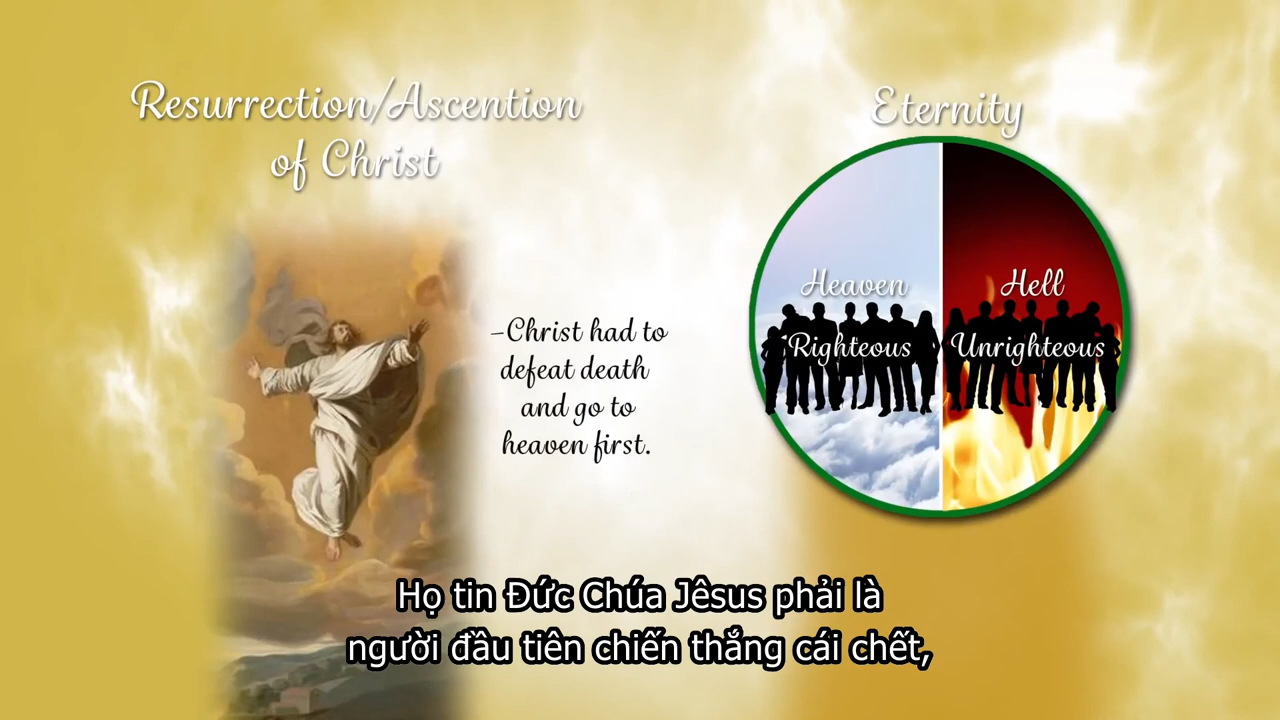 Resurrection/Ascention
of Christ
Eternity
Heaven
Hell
Righteous
Unrighteous
-Christ had to
defeat death
and go to
heaven first.
Họ tin Đức Chúa Jêsus phải là
người đầu tiên chiến thắng cái chết,